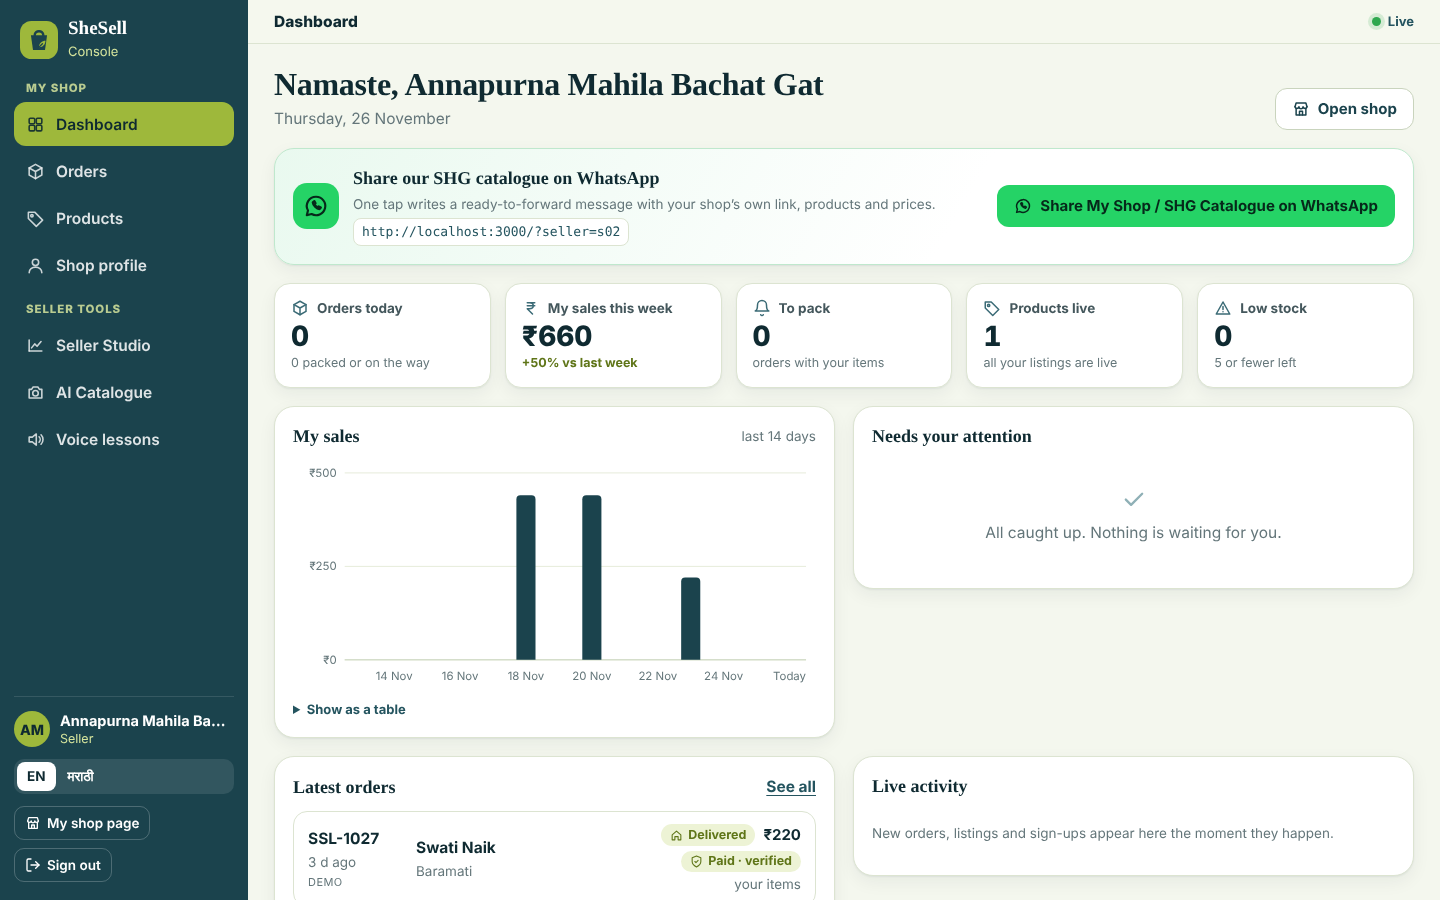 SheSell
Console
MY SHOP
Dashboard
Orders
Products
Shop profile
SELLER TOOLS
Seller Studio
AI Catalogue
Voice lessons
AM
Annapurna Mahila Ba...
Seller
EN
मराठी
My shop page
Sign out
Dashboard
Live
Namaste, Annapurna Mahila Bachat Gat
Thursday, 26 November
Open shop
Share our SHG catalogue on WhatsApp
One tap writes a ready-to-forward message with your shop's own link, products and prices.
http://localhost:3000/?seller=s02
Share My Shop / SHG Catalogue on WhatsApp
Orders today
0
0 packed or on the way
My sales this week
₹660
+50% vs last week
To pack
0
orders with your items
Products live
1
all your listings are live
Low stock
0
5 or fewer left
My sales
last 14 days
₹500
₹250
₹0
14 Nov 16 Nov 18 Nov 20 Nov 22 Nov 24 Nov Today
Show as a table
Needs your attention
All caught up. Nothing is waiting for you.
Latest orders
See all
SSL-1027
3 d ago
DEMO
Swati Naik
Baramati
Delivered ₹220
Paid · verified
your items
Live activity
New orders, listings and sign-ups appear here the moment they happen.